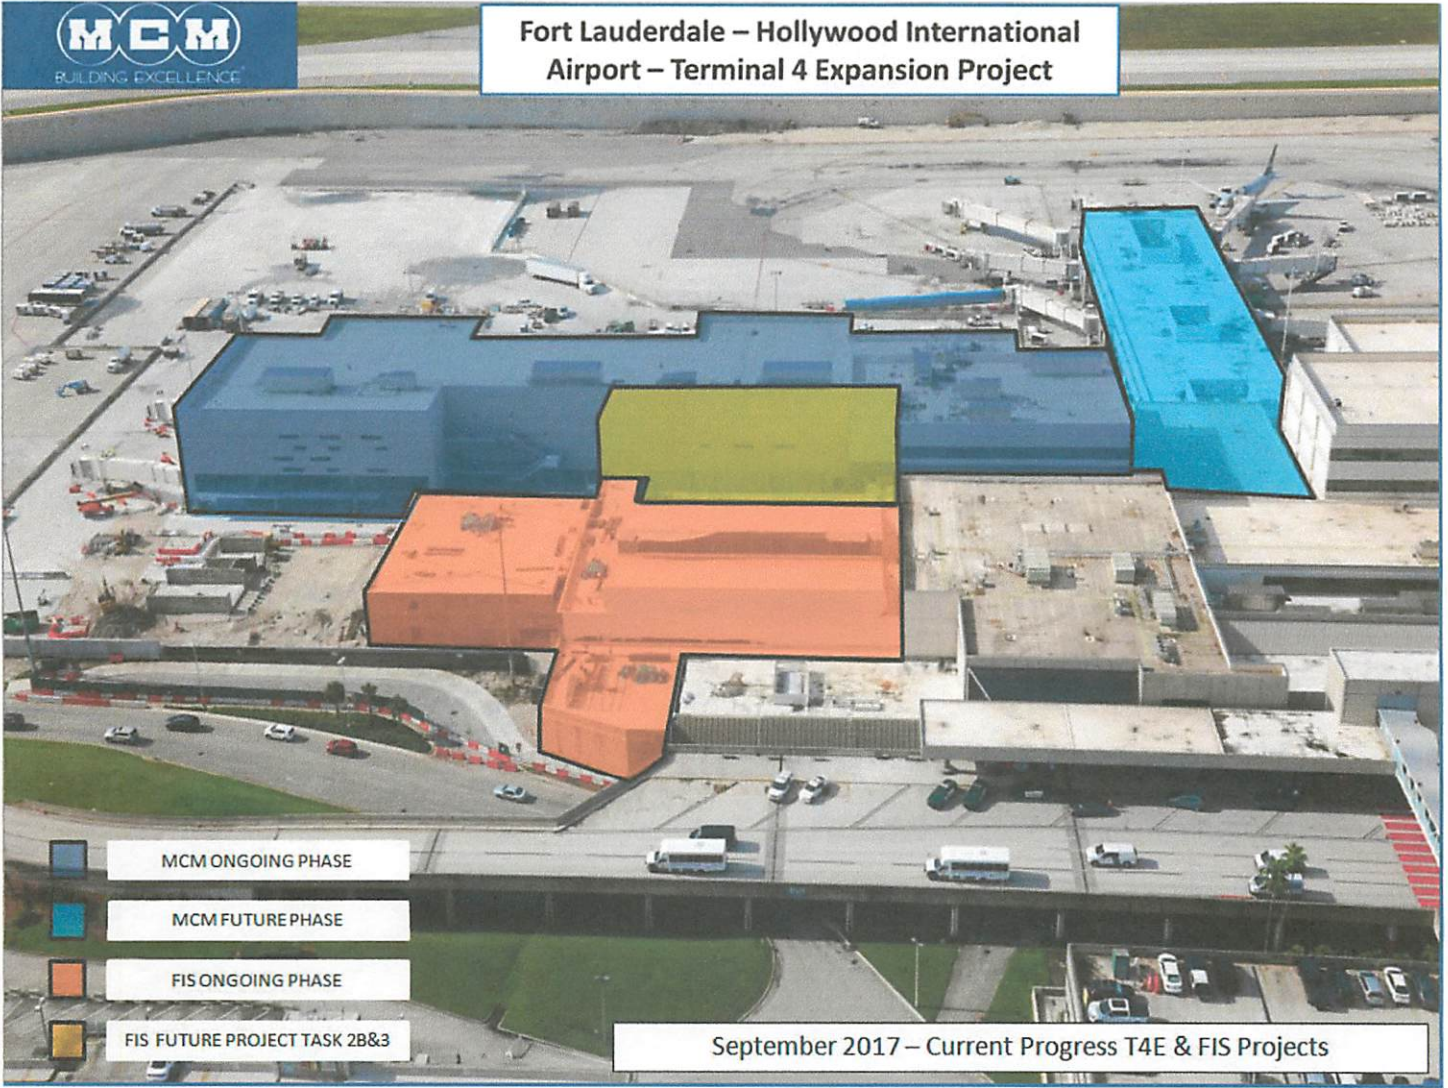 MCM
BUILDING EXCELLENCE
Fort Lauderdale – Hollywood International
Airport – Terminal 4 Expansion Project
MCM ONGOING PHASE
MCM FUTURE PHASE
FIS ONGOING PHASE
FIS FUTURE PROJECT TASK 2B&3
September 2017 – Current Progress T4E & FIS Projects